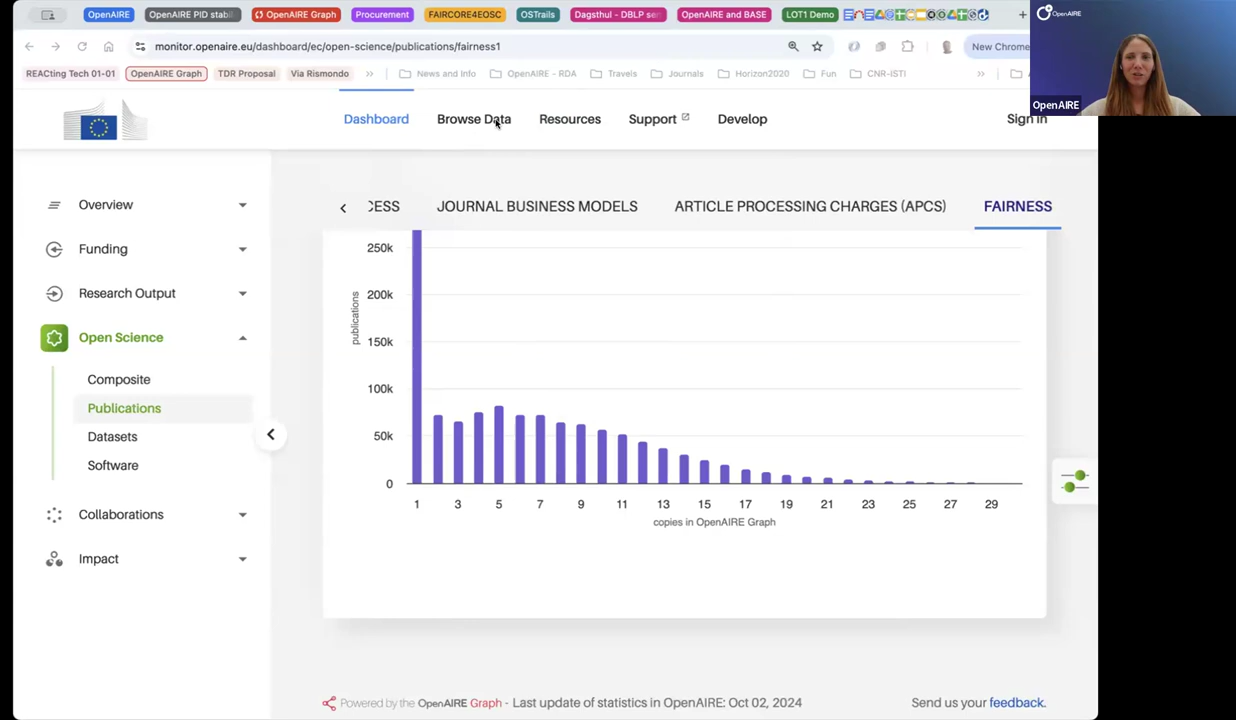 OpenAIRE
OpenAIRE PID stabil
OpenAIRE Graph
Procurement
FAIRCORE4EOSC
OSTrails
Dagsthul - DBLP sem
OpenAIRE and BASE
LOT1 Demo
monitor.openaire.eu/dashboard/ec/open-science/publications/fairness1
New Chrome
REACting Tech 01-01
OpenAIRE Graph
TDR Proposal
Via Rismondo
News and Info
OpenAIRE - RDA
Travels
Journals
Horizon2020
Fun
CNR-ISTI
OpenAIRE
OpenAIRE
Dashboard
Browse Data
Resources
Support
Develop
Sign in
Overview
Funding
Research Output
Open Science
Composite
Publications
Datasets
Software
Collaborations
Impact
CESS
JOURNAL BUSINESS MODELS
ARTICLE PROCESSING CHARGES (APCS)
FAIRNESS
publications
250k
200k
150k
100k
50k
0
1 3 5 7 9 11 13 15 17 19 21 23 25 27 29
copies in OpenAIRE Graph
Powered by the OpenAIRE Graph - Last update of statistics in OpenAIRE: Oct 02, 2024
Send us your feedback.